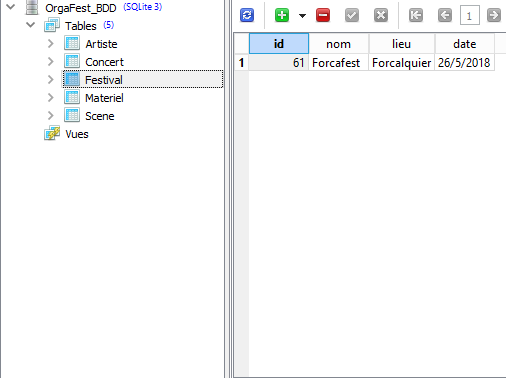 OrgaFest_BDD (SQLite 3)
Tables (5)
Artiste
Concert
Festival
Materiel
Scene
Vues
1
id nom lieu date
1 61 Forcafest Forcalquier 26/5/2018